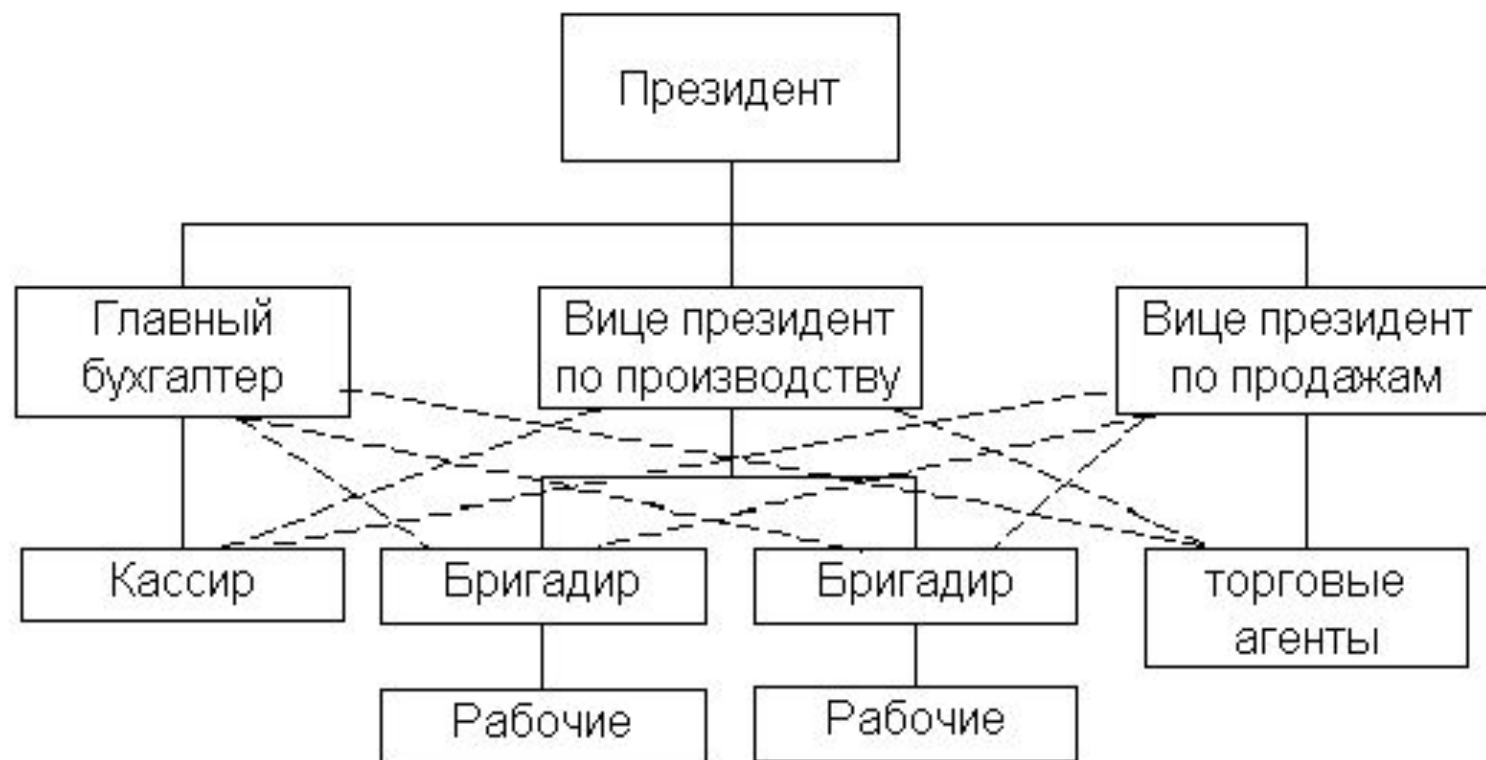 Президент
Главный
бухгалтер
Вице президент
по производству
Вице президент
по продажам
Кассир
Бригадир
Бригадир
торговые
агенты
Рабочие
Рабочие